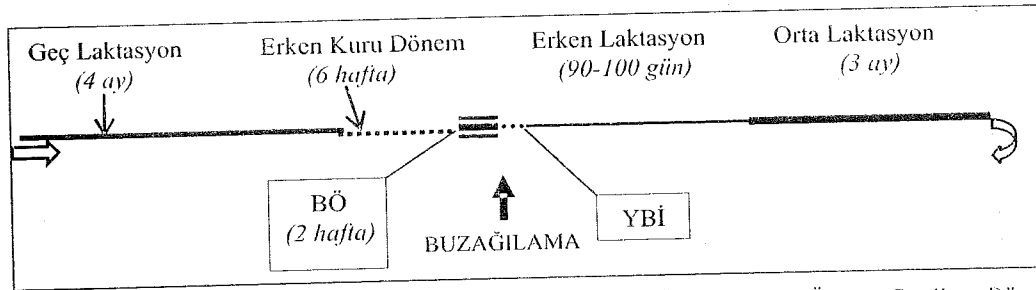 Geç Laktasyon
(4 ay)
Erken Kuru Dönem
(6 hafta)
Erken Laktasyon
(90-100 gün)
Orta Laktasyon
(3 ay)
BÖ
(2 hafta)
BUZAĞILAMA
YBİ